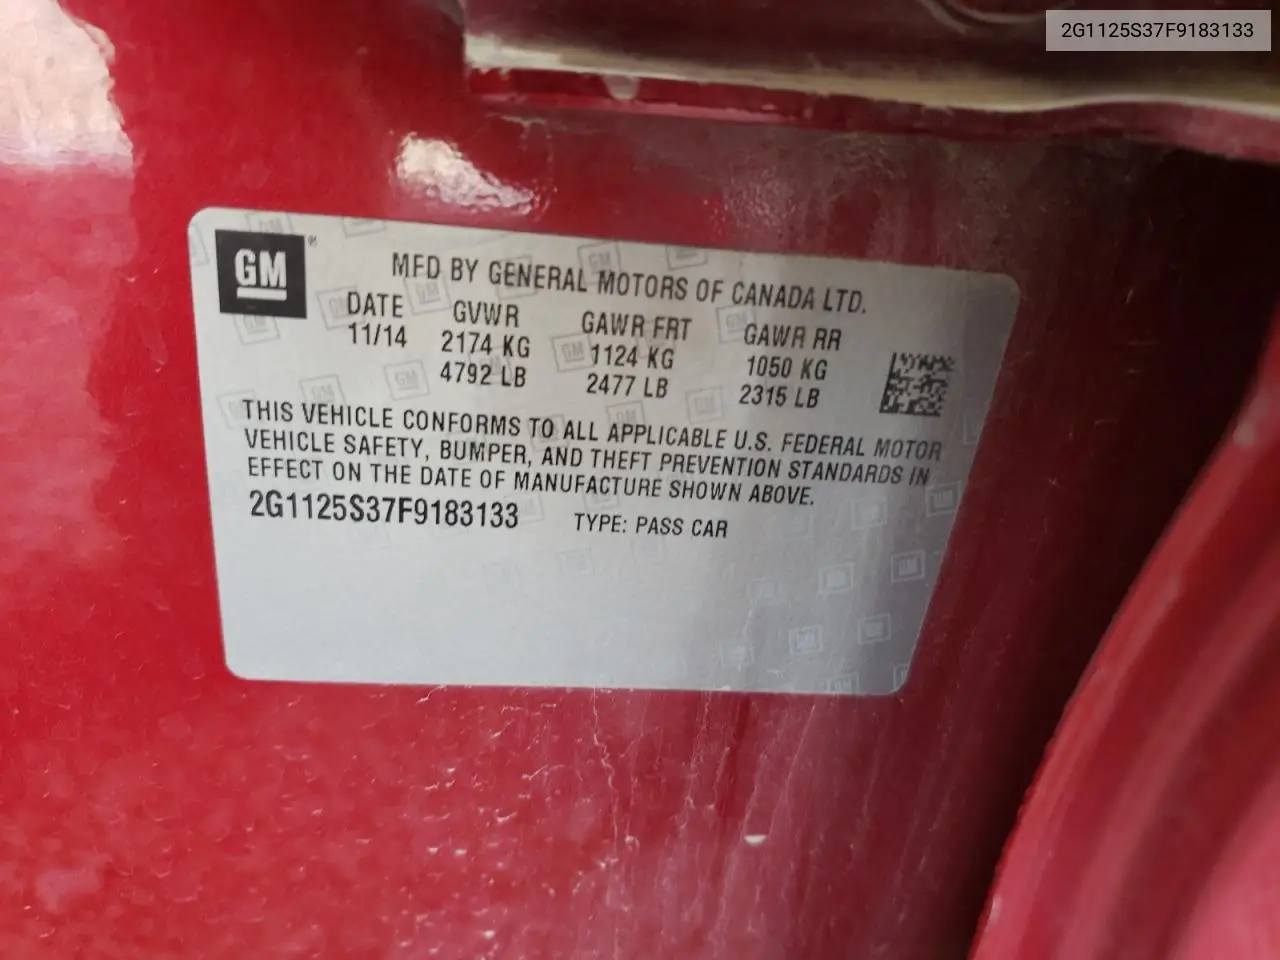 2G1125S37F9183133
GM ®
MFD BY GENERAL MOTORS OF CANADA LTD.
DATE GVWR GAWR FRT GAWR RR
11/14 2174 KG 1124 KG 1050 KG
4792 LB 2477 LB 2315 LB
THIS VEHICLE CONFORMS TO ALL APPLICABLE U.S. FEDERAL MOTOR
VEHICLE SAFETY, BUMPER, AND THEFT PREVENTION STANDARDS IN
EFFECT ON THE DATE OF MANUFACTURE SHOWN ABOVE.
2G1125S37F9183133 TYPE: PASS CAR